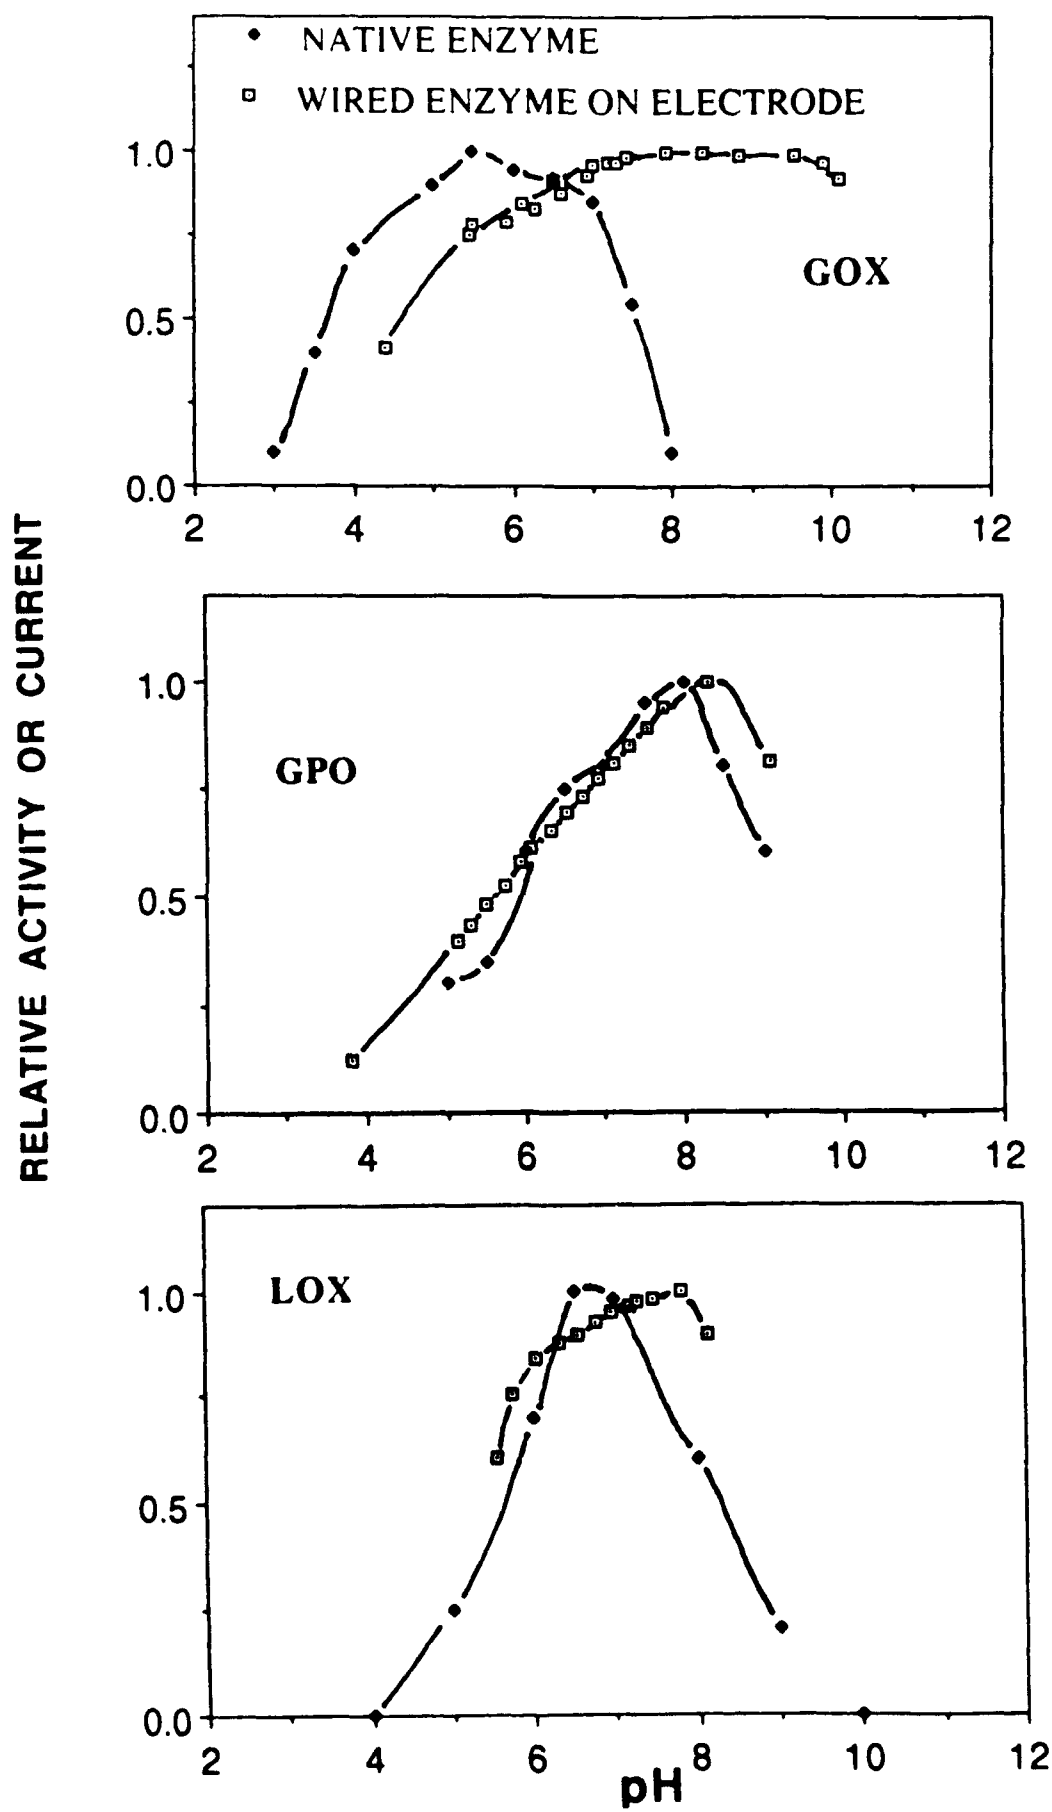 NATIVE ENZYME
WIRED ENZYME ON ELECTRODE
1.0
0.5
0.0
GOX
2 4 6 8 10 12
RELATIVE ACTIVITY OR CURRENT
1.0
0.5
0.0
GPO
2 4 6 8 10 12
1.0
0.5
0.0
LOX
2 4 6 8 10 12
pH